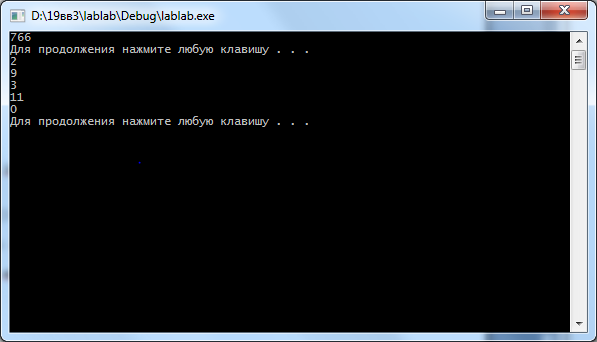 D:\19вв3\lablab\Debug\lablab.exe
766
Для продолжения нажмите любую клавишу . . .
2
9
3
11
0
Для продолжения нажмите любую клавишу . . .